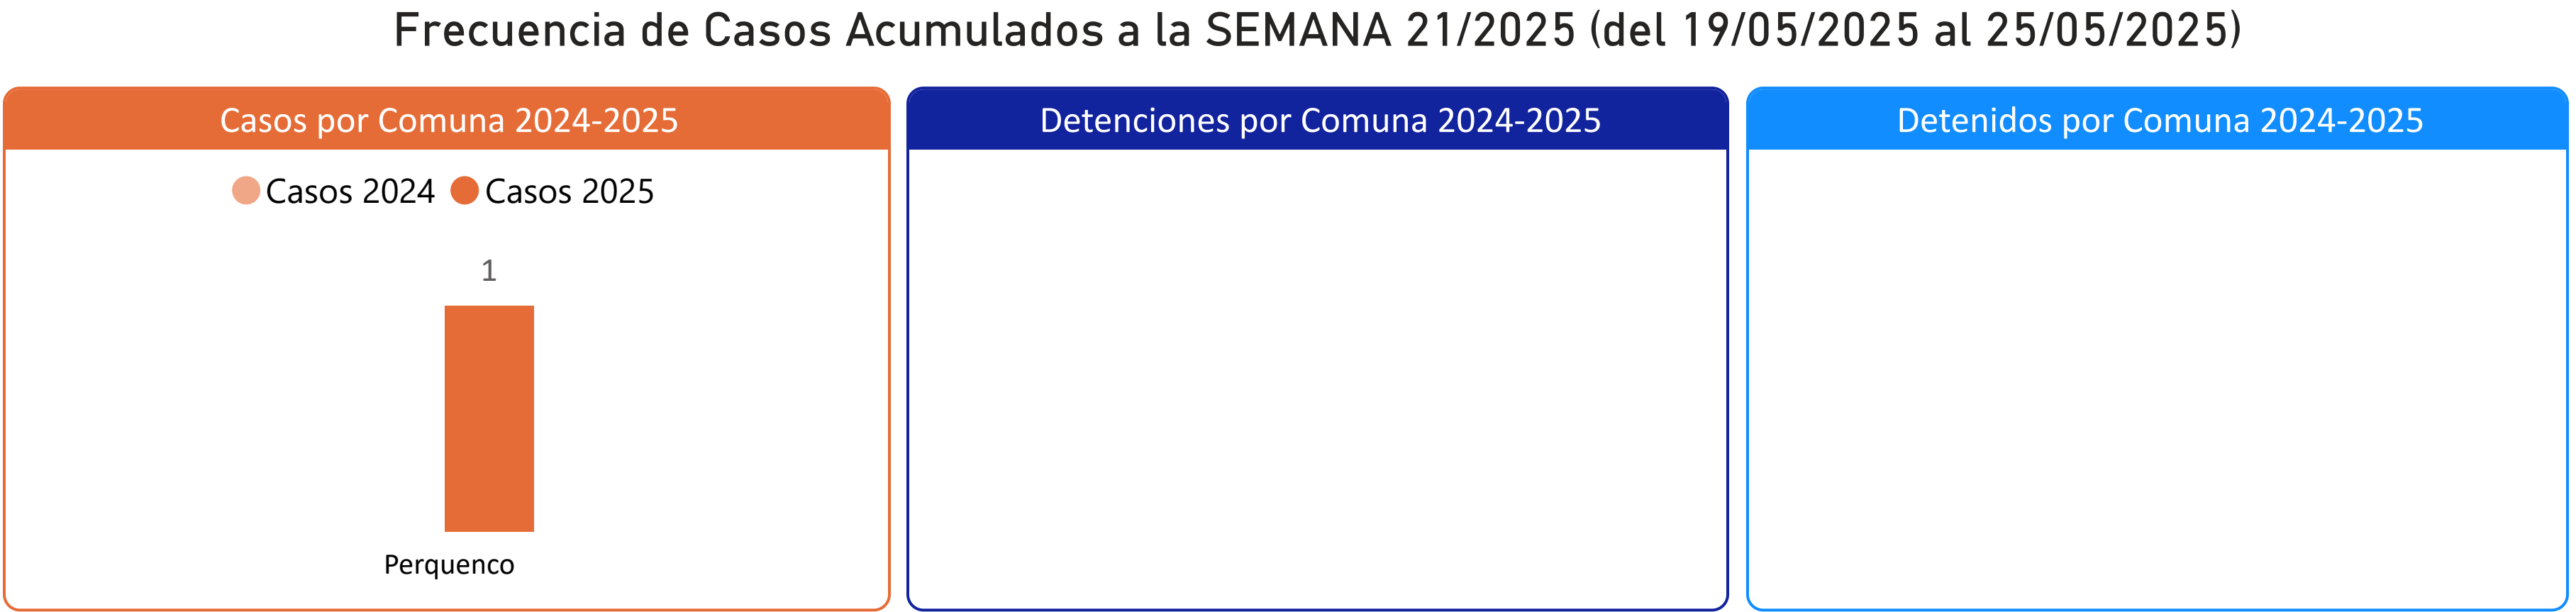 Frecuencia de Casos Acumulados a la SEMANA 21/2025 (del 19/05/2025 al 25/05/2025)
Casos por Comuna 2024-2025
Casos 2024 Casos 2025
1
Perquenco
Detenciones por Comuna 2024-2025
Detenidos por Comuna 2024-2025